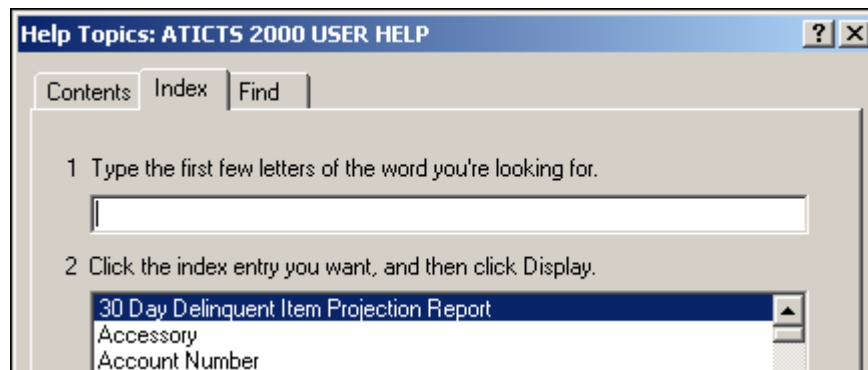 Help Topics: ATICTS 2000 USER HELP
Contents Index Find
1 Type the first few letters of the word you're looking for.
2 Click the index entry you want, and then click Display.
30 Day Delinquent Item Projection Report
Accessory
Account Number